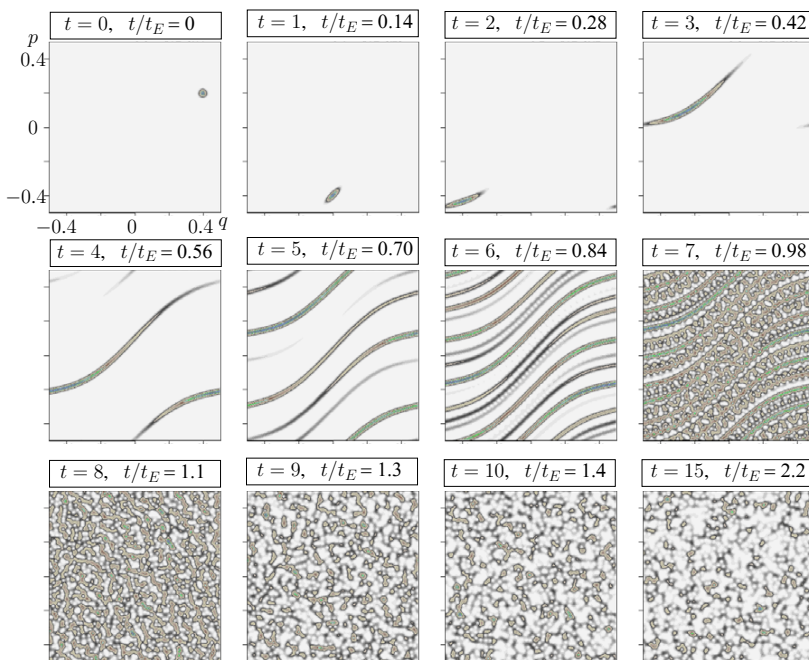 t = 0, t/t_E = 0
t = 1, t/t_E = 0.14
t = 2, t/t_E = 0.28
t = 3, t/t_E = 0.42
p
0.4
0
−0.4
−0.4 0 0.4 q
t = 4, t/t_E = 0.56
t = 5, t/t_E = 0.70
t = 6, t/t_E = 0.84
t = 7, t/t_E = 0.98
t = 8, t/t_E = 1.1
t = 9, t/t_E = 1.3
t = 10, t/t_E = 1.4
t = 15, t/t_E = 2.2